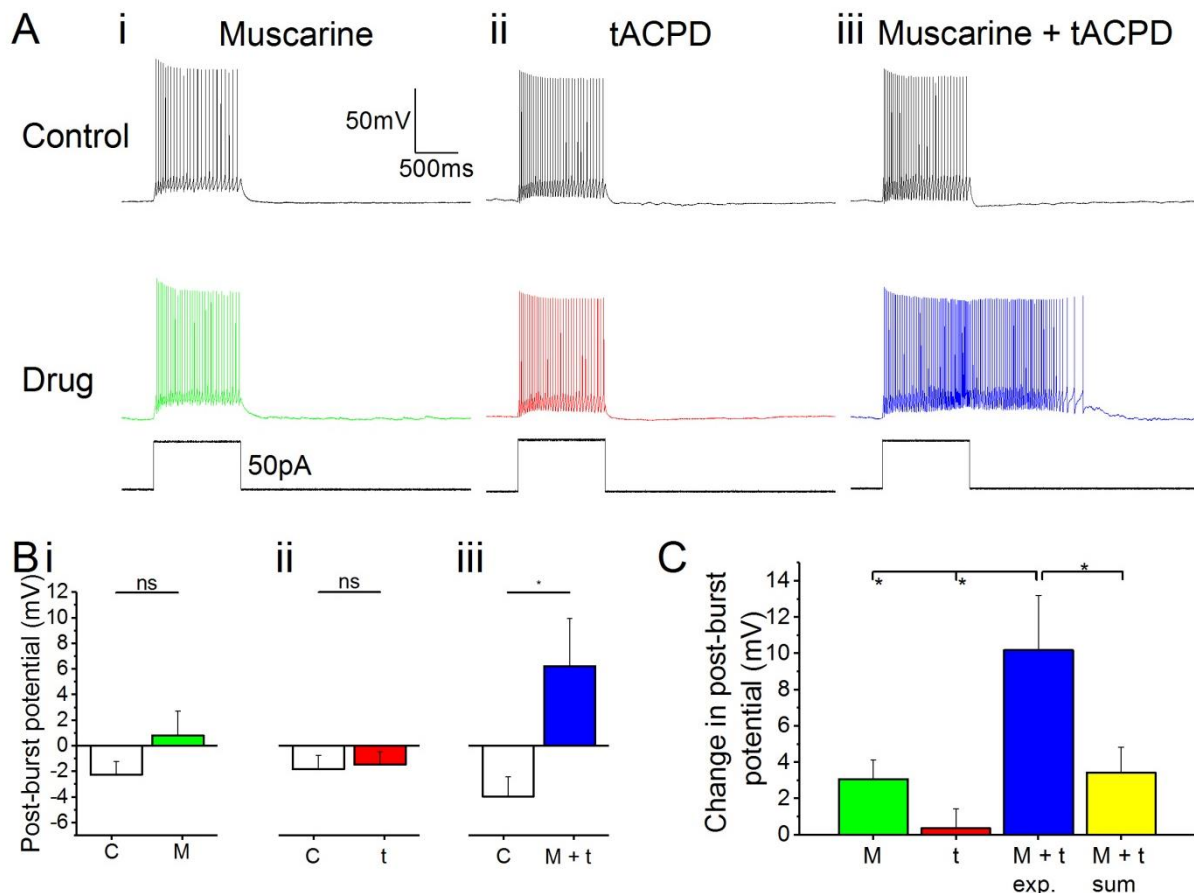 A i Muscarine ii tACPD iii Muscarine + tACPD
Control
50mV
500ms
Drug
50pA
B i ii iii
ns ns *
Post-burst potential (mV)
12
10
8
6
4
2
0
-2
-4
-6
C M C t C M + t
C
Change in post-burst
potential (mV)
* * *
14
12
10
8
6
4
2
0
M t M + t M + t
exp. sum